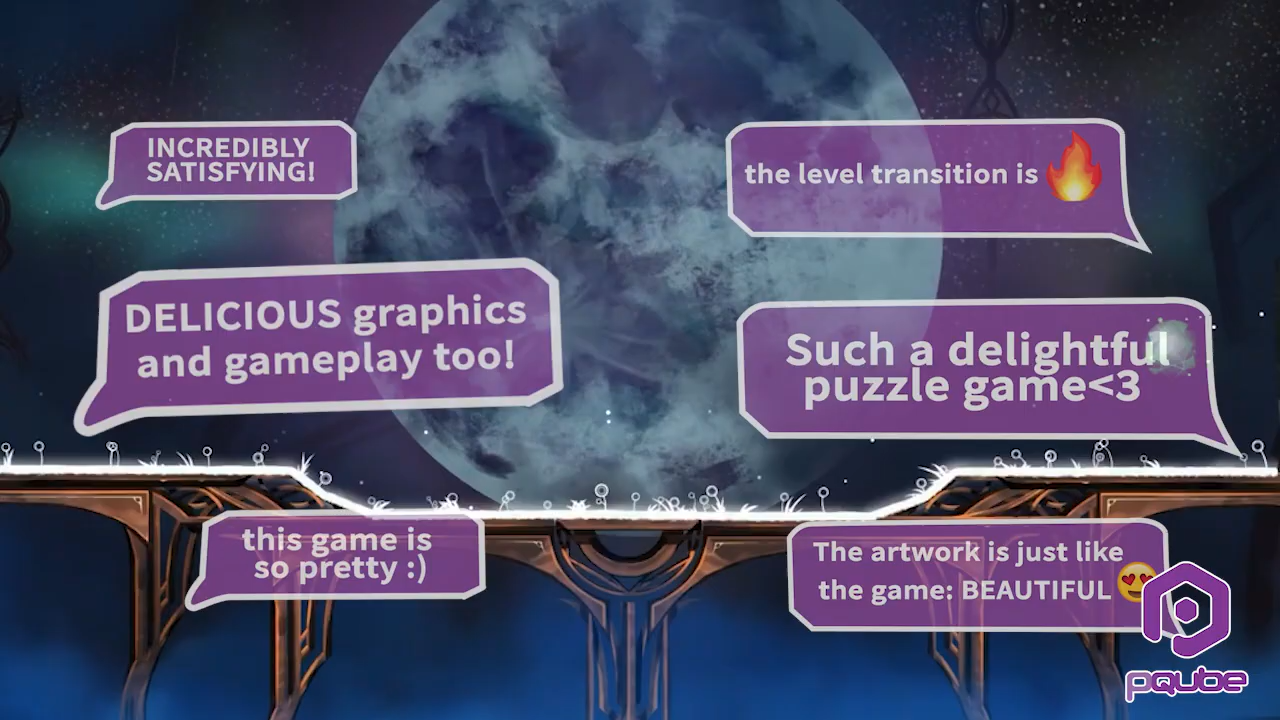 INCREDIBLY
SATISFYING!
the level transition is 🔥
DELICIOUS graphics
and gameplay too!
Such a delightful
puzzle game<3
this game is
so pretty :)
The artwork is just like
the game: BEAUTIFUL 😍
pqube